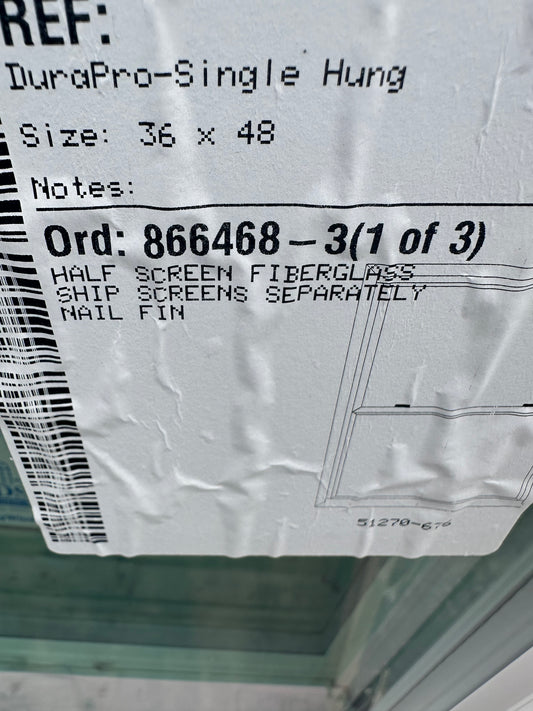 REF:
DuraPro-Single Hung
Size: 36 x 48
Notes:
Ord: 866468-3(1 of 3)
HALF SCREEN FIBERGLASS
SHIP SCREENS SEPARATELY
NAIL FIN
51270-676